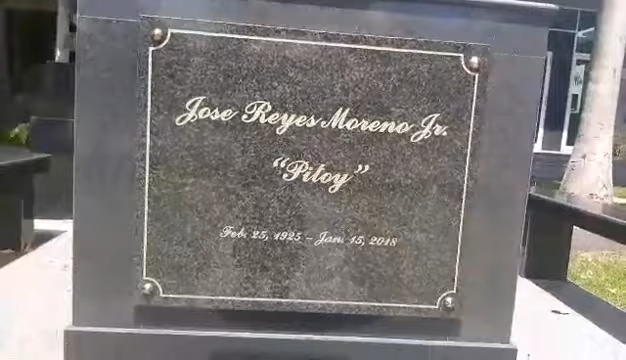 Jose Reyes Moreno Jr.
“Pitoy”
Feb. 25, 1925 – Jan. 15, 2018